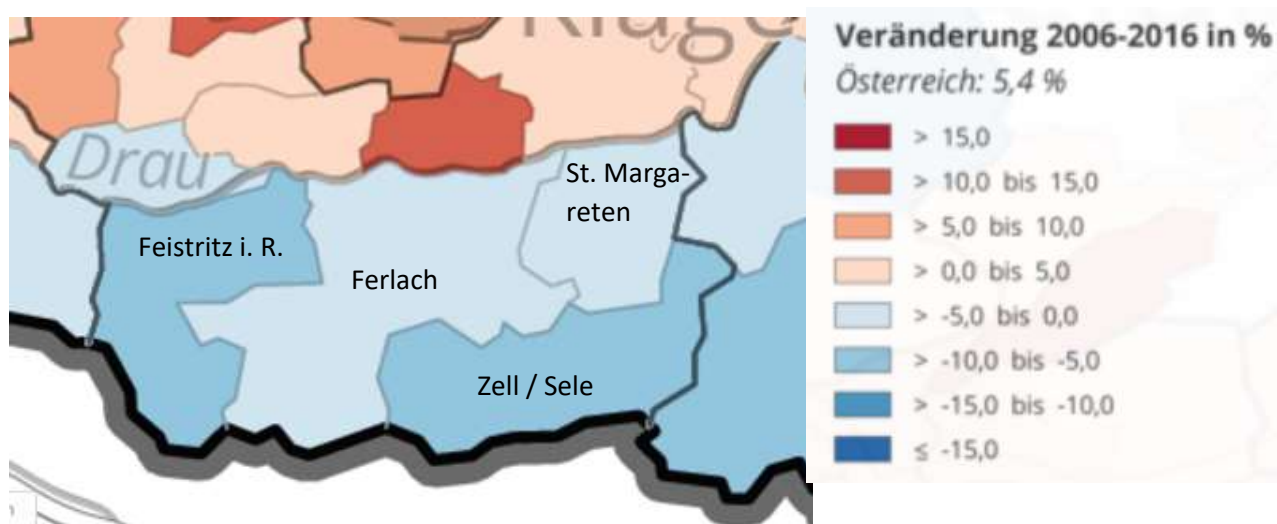 Klage
Drau
St. Marga-
reten
Feistritz i. R.
Ferlach
Zell / Sele
Veränderung 2006-2016 in %
Österreich: 5,4 %
> 15,0
> 10,0 bis 15,0
> 5,0 bis 10,0
> 0,0 bis 5,0
> -5,0 bis 0,0
> -10,0 bis -5,0
> -15,0 bis -10,0
≤ -15,0